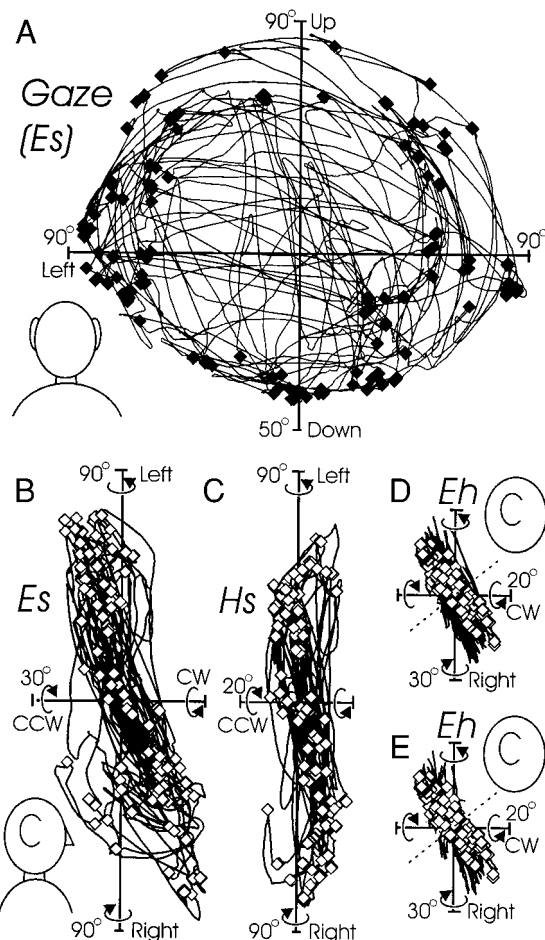 A
90° Up
Gaze
(Es)
90°
90°
Left
50° Down
B
90° Left
C
90° Left
D
Eh
Es
Hs
20°
CW
30°
CW
20°
CCW
CCW
30° Right
Eh
E
20°
CW
90° Right
90° Right
30° Right